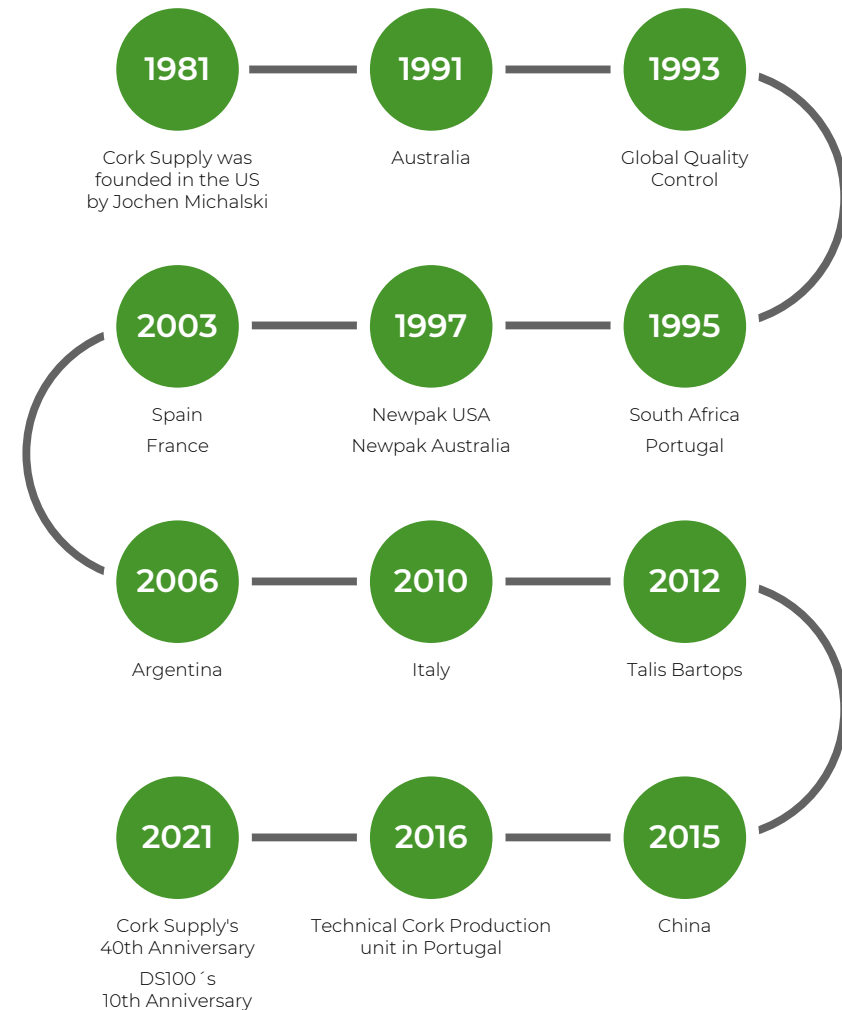 1981
Cork Supply was
founded in the US
by Jochen Michalski
1991
Australia
1993
Global Quality
Control
1995
South Africa
Portugal
1997
Newpak USA
Newpak Australia
2003
Spain
France
2006
Argentina
2010
Italy
2012
Talis Bartops
2015
China
2016
Technical Cork Production
unit in Portugal
2021
Cork Supply's
40th Anniversary
DS100´s
10th Anniversary